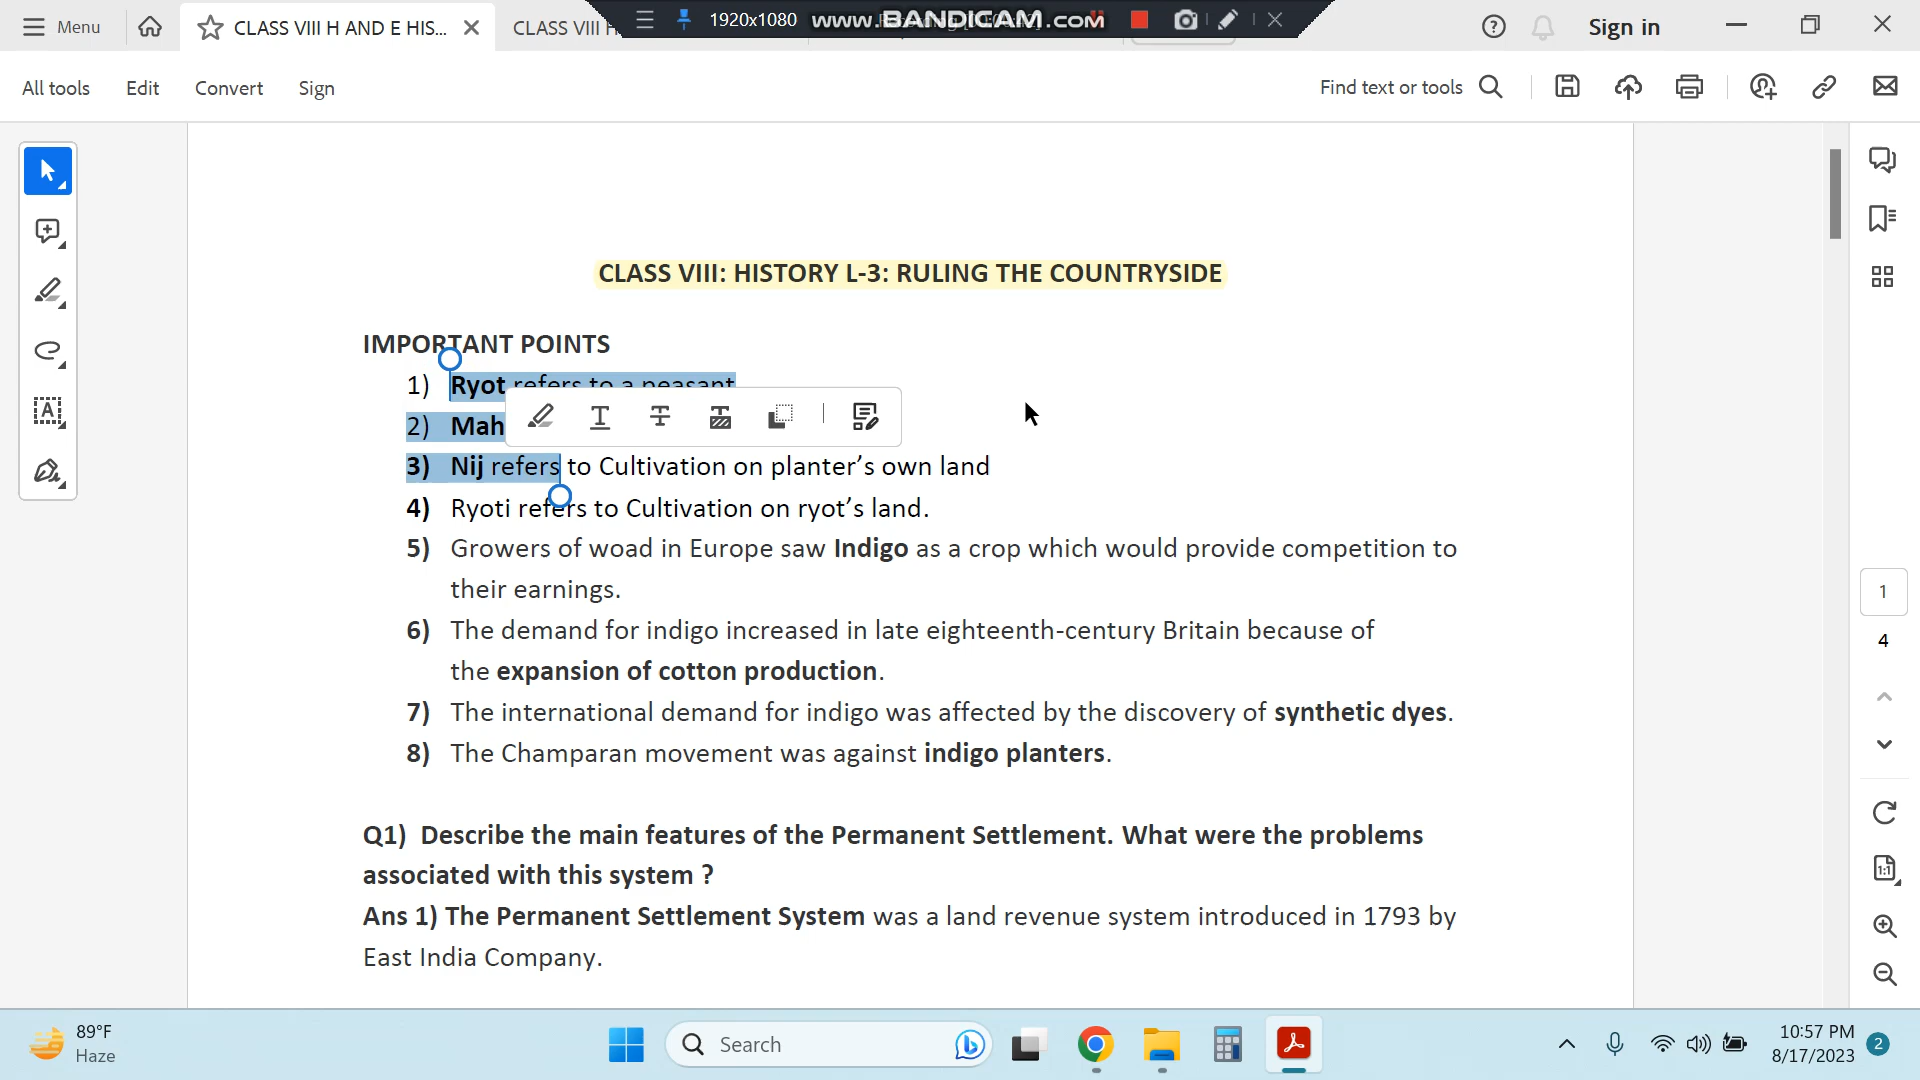 Menu
CLASS VIII H AND E HIS...
CLASS VIII H
1920x1080
www.BANDICAM.com
Sign in
All tools
Edit
Convert
Sign
Find text or tools
CLASS VIII: HISTORY L-3: RULING THE COUNTRYSIDE
IMPORTANT POINTS
1) Ryot refers to a peasant
2) Mah
3) Nij refers to Cultivation on planter’s own land
4) Ryoti refers to Cultivation on ryot’s land.
5) Growers of woad in Europe saw Indigo as a crop which would provide competition to
their earnings.
6) The demand for indigo increased in late eighteenth-century Britain because of
the expansion of cotton production.
7) The international demand for indigo was affected by the discovery of synthetic dyes.
8) The Champaran movement was against indigo planters.
Q1) Describe the main features of the Permanent Settlement. What were the problems
associated with this system ?
Ans 1) The Permanent Settlement System was a land revenue system introduced in 1793 by
East India Company.
1
4
1:1
89°F
Haze
Search
10:57 PM
8/17/2023
2